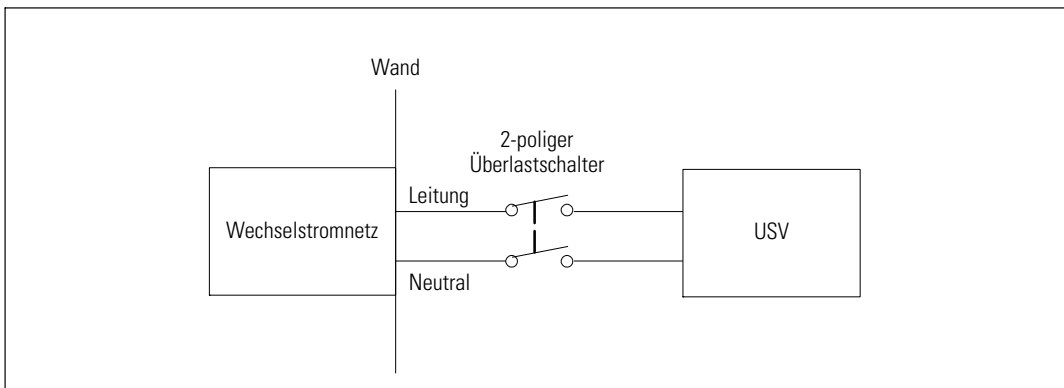 Wand
2-poliger
Überlastschalter
Leitung
Wechselstromnetz
USV
Neutral